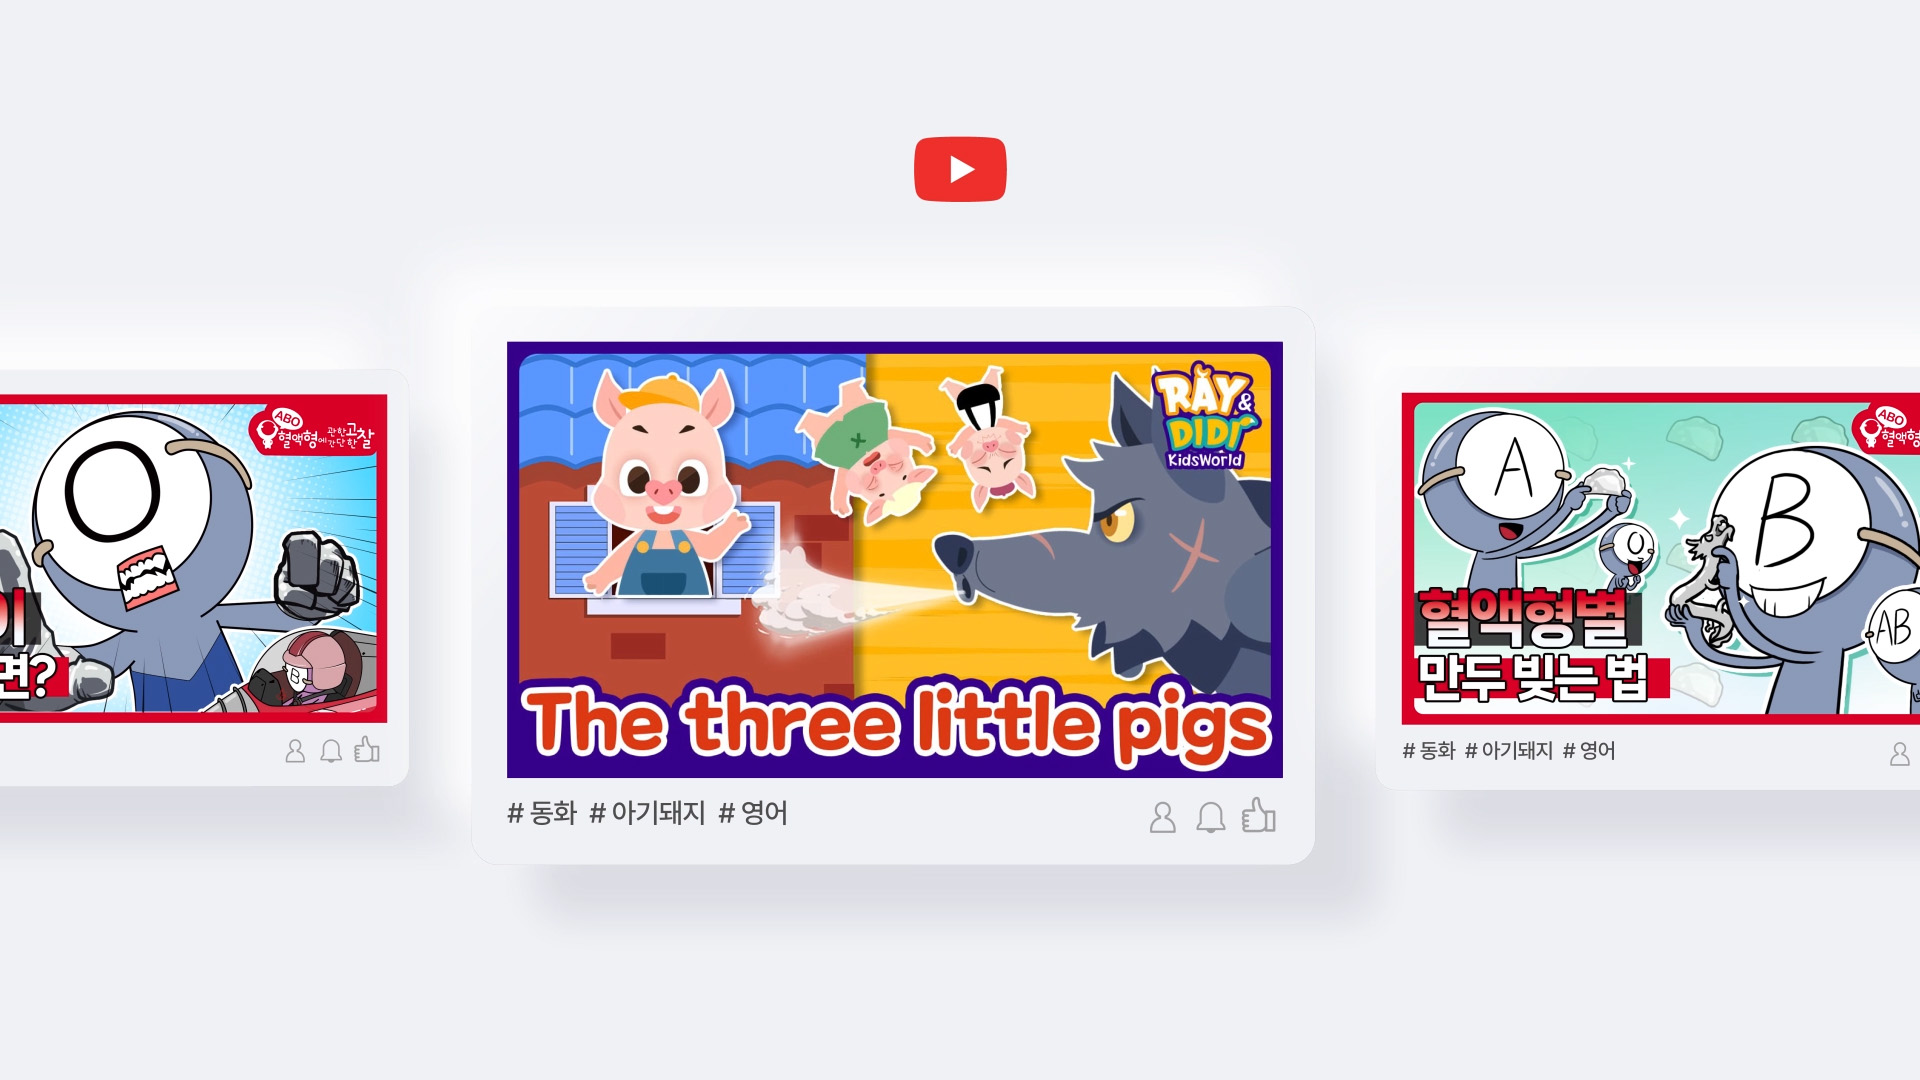 O
ABO
혈액형에 관한 간단한 고찰
이
면?
B
RAY &
DIDI
KidsWorld
The three little pigs
# 동화 # 아기돼지 # 영어
ABO
혈액형
A
O
B
AB
혈액형별
만두 빚는 법
# 동화 # 아기돼지 # 영어